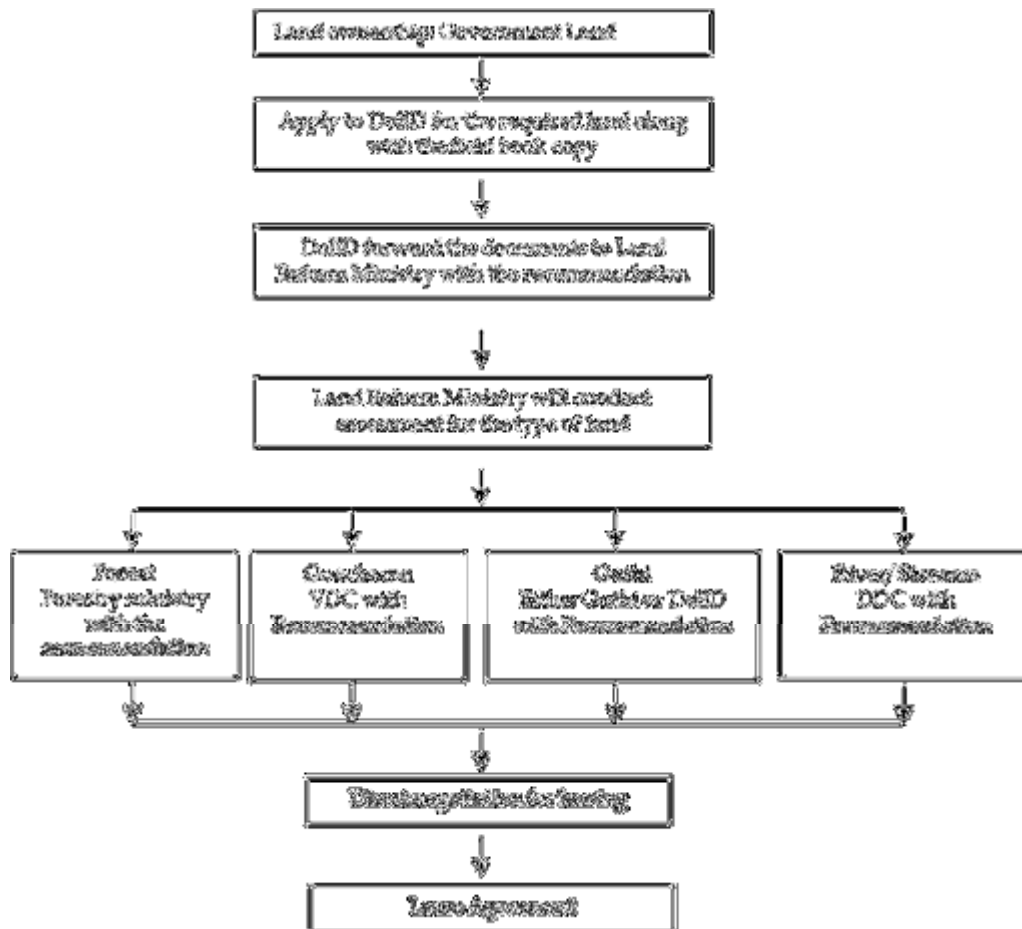 Land ownership: Government Land
Apply to DoED for the required land along
with the field book copy
DoED forward the documents to Land
Reform Ministry with the recommendation
Land Reform Ministry will conduct
assessment for the type of land
Forest
Forestry ministry
with the
recommendation
VDC with
Recommendation
Guthi
Either Guthi or DoED
with Recommendation
River/ Streams
DDC with
Recommendation
Direct negotiation for leasing
Lease Agreement